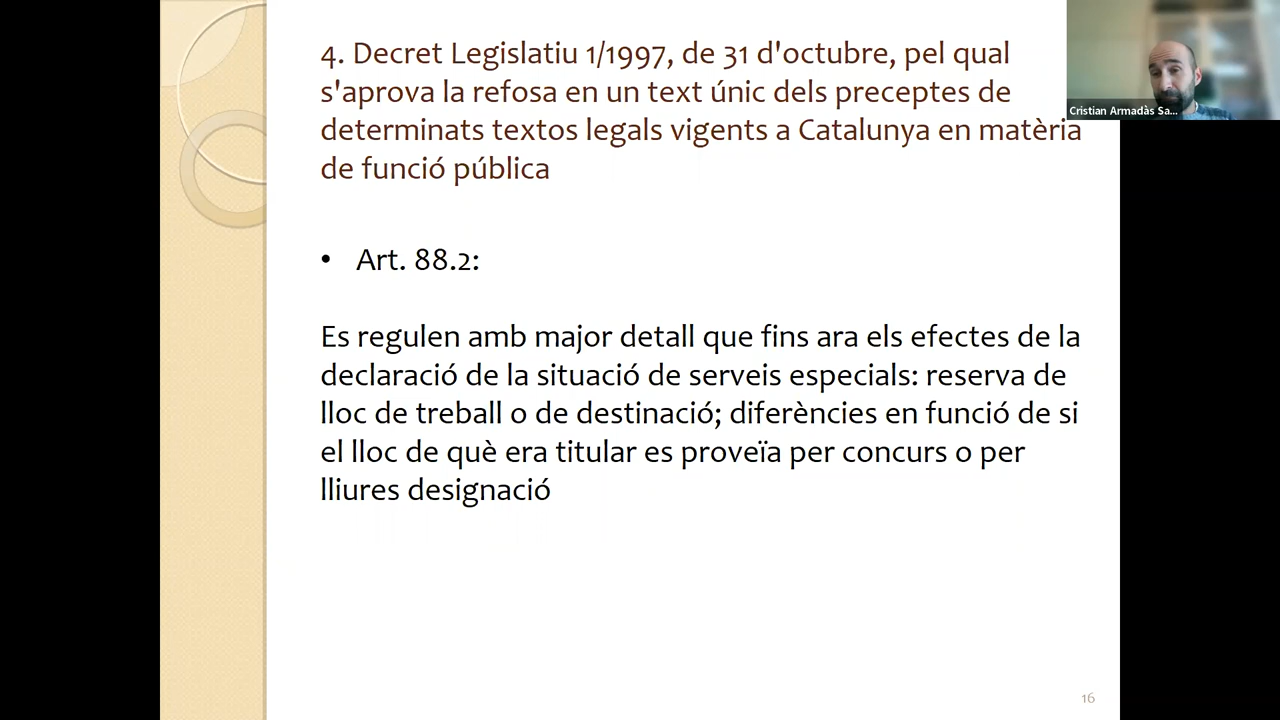 4. Decret Legislatiu 1/1997, de 31 d'octubre, pel qual
s'aprova la refosa en un text únic dels preceptes de
determinats textos legals vigents a Catalunya en matèria
de funció pública
Cristian Armadàs Sa...
• Art. 88.2:
Es regulen amb major detall que fins ara els efectes de la
declaració de la situació de serveis especials: reserva de
lloc de treball o de destinació; diferències en funció de si
el lloc de què era titular es proveïa per concurs o per
lliures designació
16